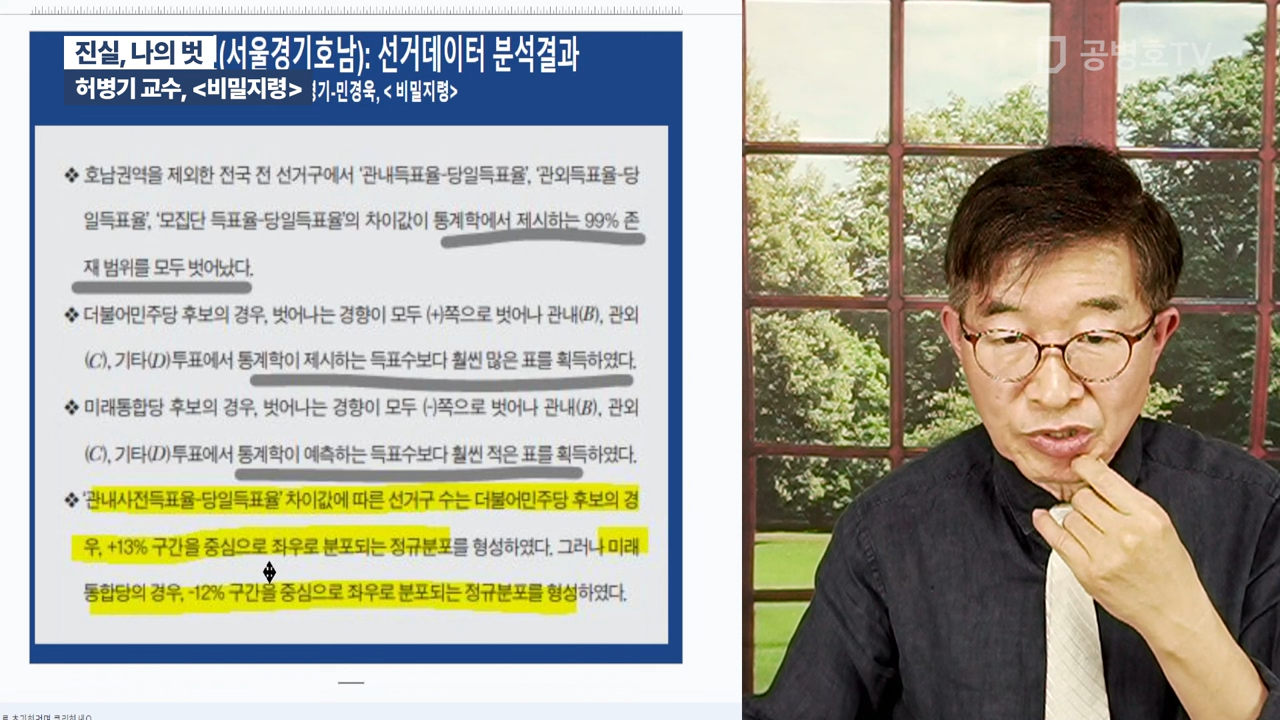 진실, 나의 벗 (서울경기호남): 선거데이터 분석결과
허병기 교수, <비밀지령> 기-민경욱, < 비밀지령>
공병호TV
❖ 호남권역을 제외한 전국 전 선거구에서 ‘관내득표율-당일득표율’, ‘관외득표율-당
일득표율’, ‘모집단 득표율-당일득표율’의 차이값이 통계학에서 제시하는 99% 존
재 범위를 모두 벗어났다.
❖ 더불어민주당 후보의 경우, 벗어나는 경향이 모두 (+)쪽으로 벗어나 관내(B), 관외
(C), 기타(D)투표에서 통계학이 제시하는 득표수보다 훨씬 많은 표를 획득하였다.
❖ 미래통합당 후보의 경우, 벗어나는 경향이 모두 (-)쪽으로 벗어나 관내(B), 관외
(C), 기타(D)투표에서 통계학이 예측하는 득표수보다 훨씬 적은 표를 획득하였다.
❖ ‘관내사전득표율-당일득표율’ 차이값에 따른 선거구 수는 더불어민주당 후보의 경
우, +13% 구간을 중심으로 좌우로 분포되는 정규분포를 형성하였다. 그러나 미래
통합당의 경우, -12% 구간을 중심으로 좌우로 분포되는 정규분포를 형성하였다.